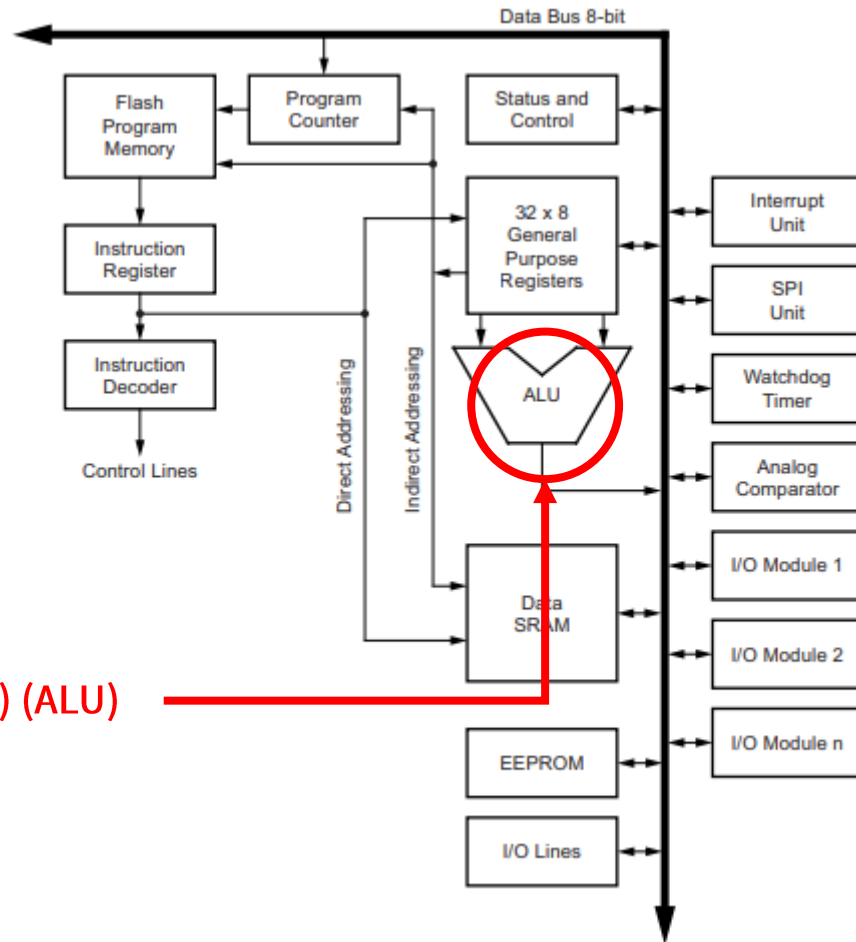 Data Bus 8-bit
Flash
Program
Memory
Program
Counter
Status and
Control
32 x 8
General
Purpose
Registers
Interrupt
Unit
Instruction
Register
SPI
Unit
Instruction
Decoder
Direct Addressing
Indirect Addressing
ALU
Watchdog
Timer
Control Lines
Analog
Comparator
I/O Module 1
Data
SRAM
I/O Module 2
) (ALU)
I/O Module n
EEPROM
I/O Lines